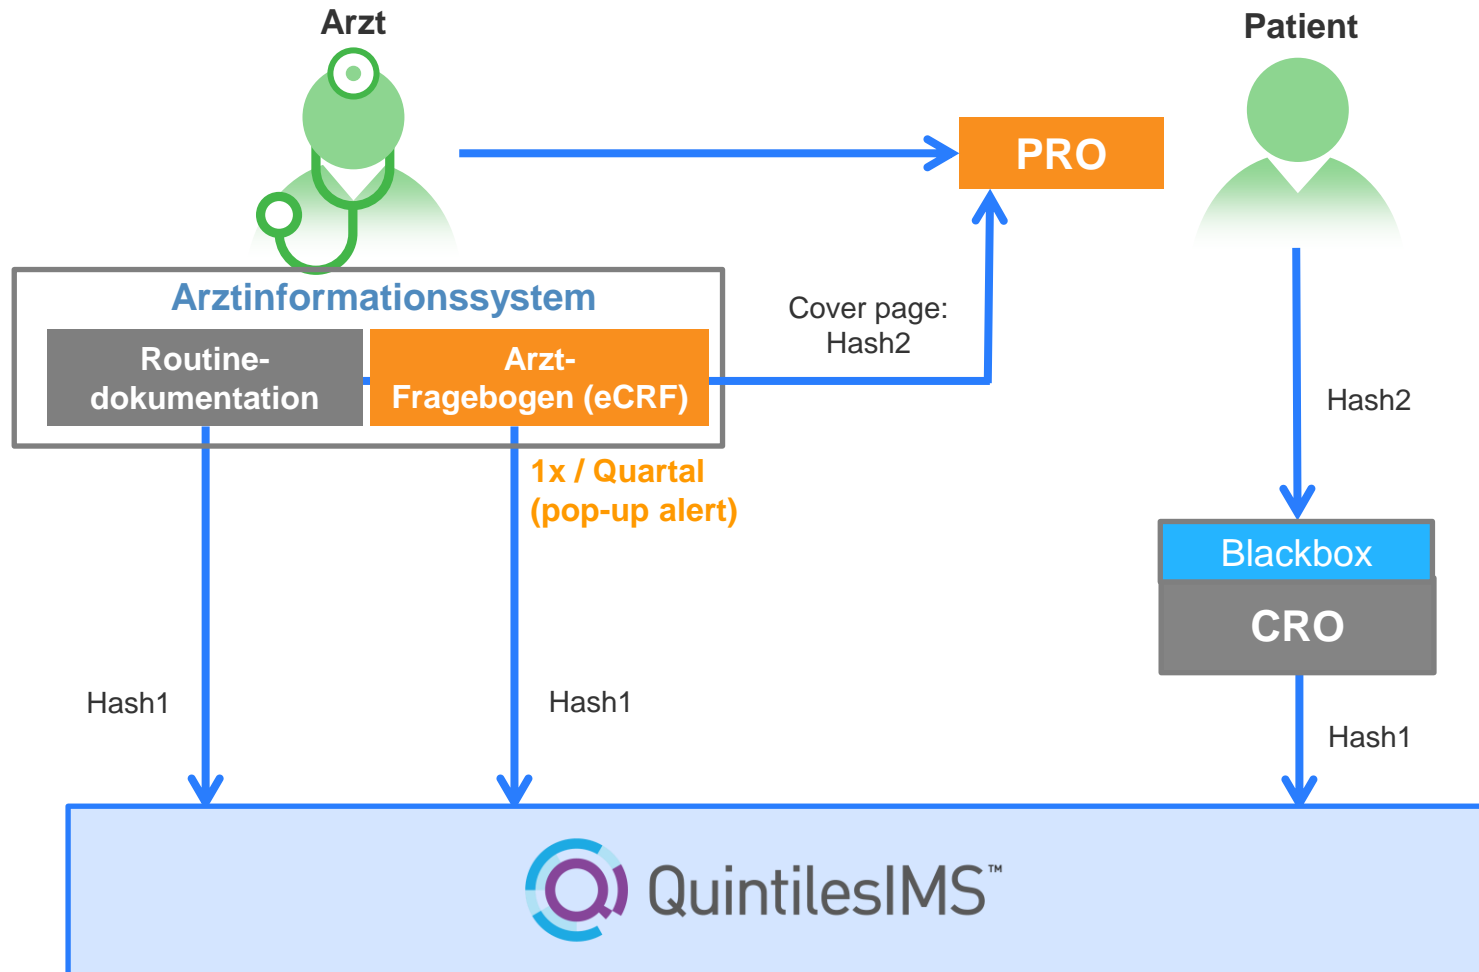 Arzt
Patient
PRO
Arztinformationssystem
Routine-
dokumentation
Arzt-
Fragebogen (eCRF)
Cover page:
Hash2
Hash2
1x / Quartal
(pop-up alert)
Blackbox
CRO
Hash1
Hash1
Hash1
QuintilesIMS™